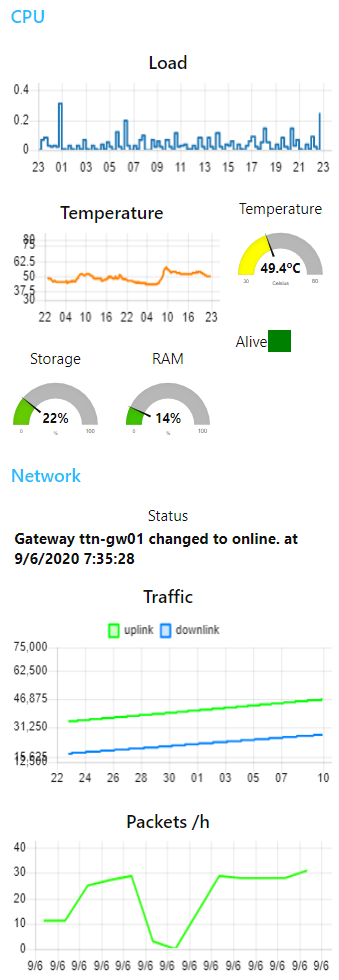 CPU
Load
0.4
0.2
0
23 01 03 05 07 09 11 13 15 17 19 21 23
Temperature
Temperature
62.5
50
37.5
30
22 04 10 16 22 04 10 16 23
49.4°C
30 Celsius 80
Alive
Storage
RAM
22%
0 % 100
14%
0 % 100
Network
Status
Gateway ttn-gw01 changed to online. at
9/6/2020 7:35:28
Traffic
uplink downlink
75,000
62,500
46,875
31,250
15,625
12,500
22 24 26 28 30 01 03 05 07 10
Packets /h
40
30
20
10
0
9/6 9/6 9/6 9/6 9/6 9/6 9/6 9/6 9/6 9/6 9/6 9/6 9/6 9/6